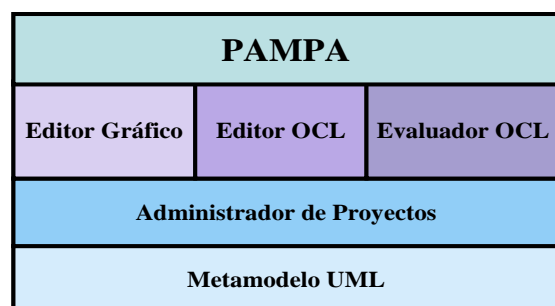 PAMPA
Editor Gráfico
Editor OCL
Evaluador OCL
Administrador de Proyectos
Metamodelo UML